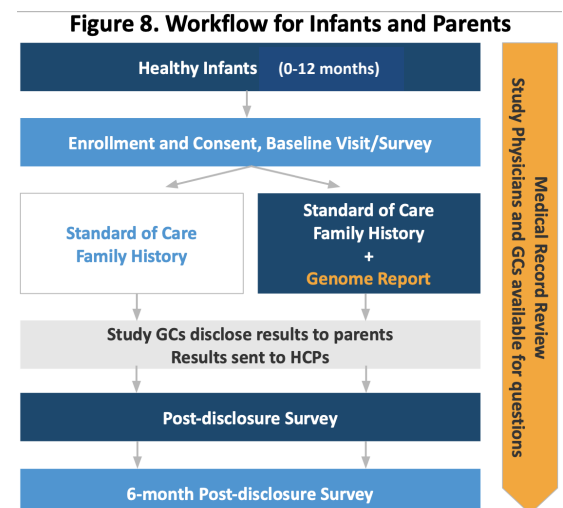 Figure 8. Workflow for Infants and Parents
Healthy Infants (0-12 months)
Enrollment and Consent, Baseline Visit/Survey
Standard of Care
Family History
Standard of Care
Family History
+
Genome Report
Study GCs disclose results to parents
Results sent to HCPs
Post-disclosure Survey
6-month Post-disclosure Survey
Medical Record Review
Study Physicians and GCs available for questions